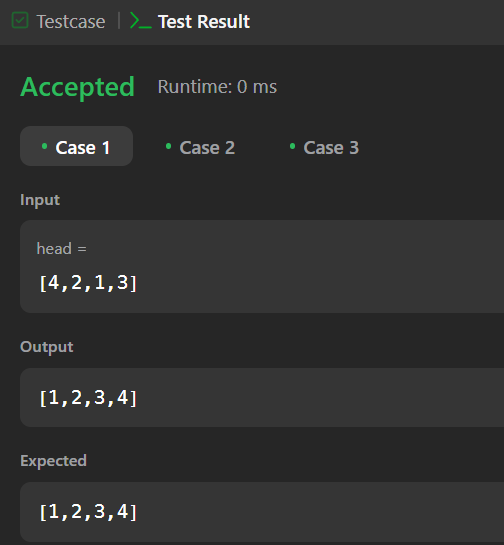 Testcase | Test Result
Accepted Runtime: 0 ms
Case 1 Case 2 Case 3
Input
head =
[4,2,1,3]
Output
[1,2,3,4]
Expected
[1,2,3,4]